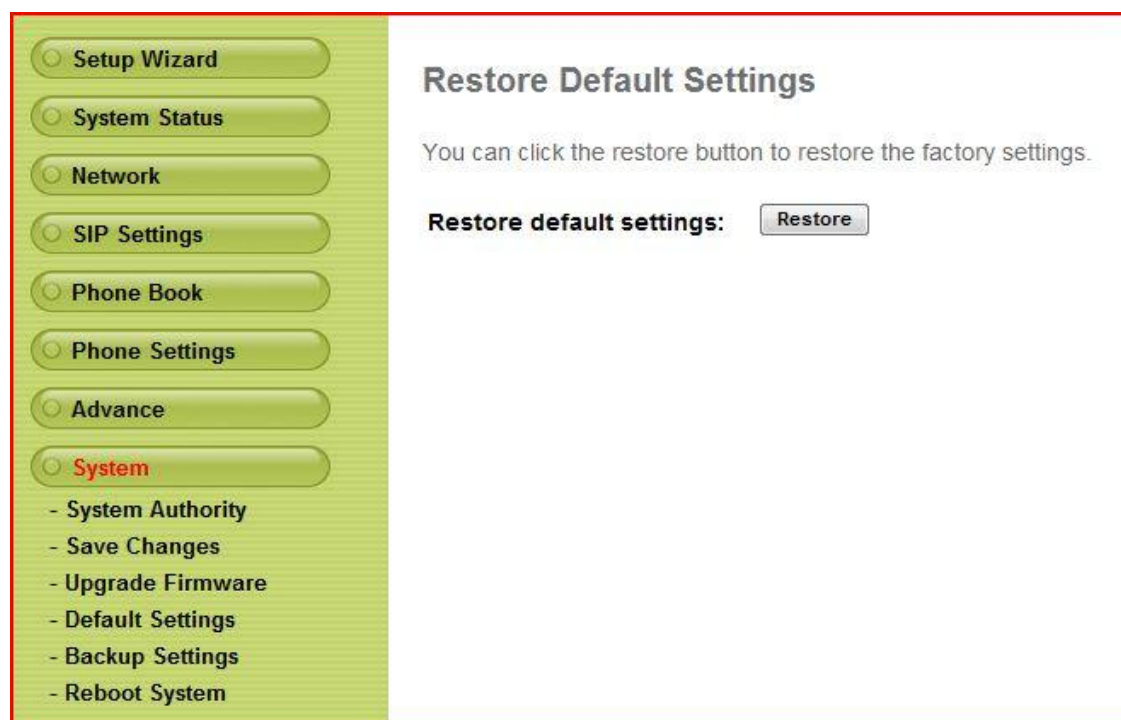 Setup Wizard
System Status
Network
SIP Settings
Phone Book
Phone Settings
Advance
System
- System Authority
- Save Changes
- Upgrade Firmware
- Default Settings
- Backup Settings
- Reboot System
Restore Default Settings
You can click the restore button to restore the factory settings.
Restore default settings: Restore